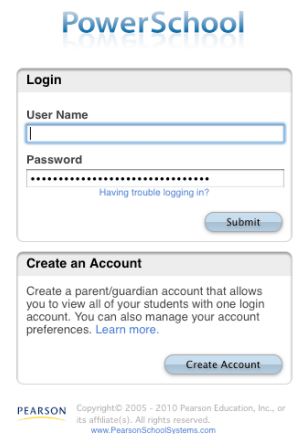 PowerSchool
Login
User Name
Password
••••••••••••••••••••••••••••••••
Having trouble logging in?
Submit
Create an Account
Create a parent/guardian account that allows
you to view all of your students with one login
account. You can also manage your account
preferences. Learn more.
Create Account
PEARSON
Copyright© 2005 - 2010 Pearson Education, Inc., or
its affiliate(s). All rights reserved.
www.PearsonSchoolSystems.com